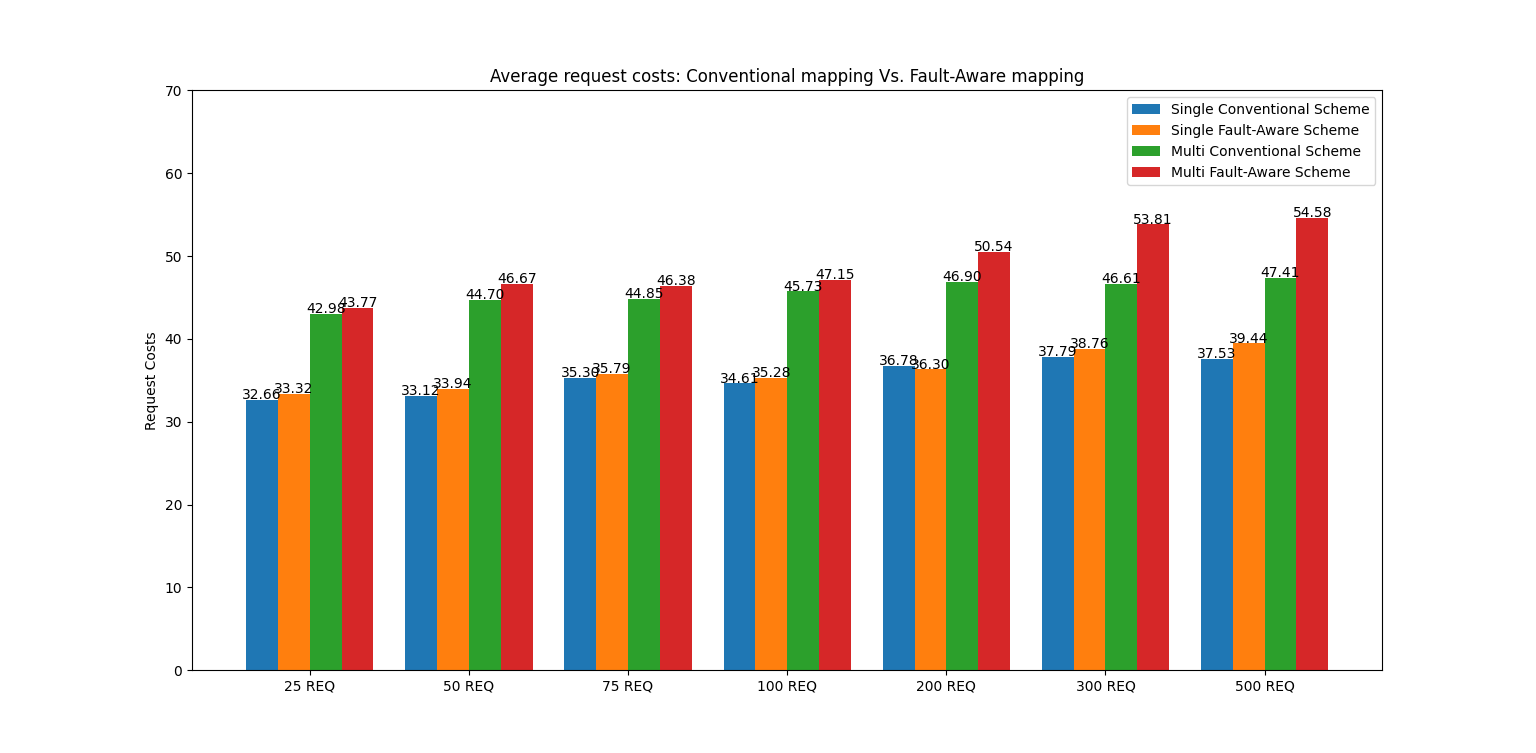 Average request costs: Conventional mapping Vs. Fault-Aware mapping
Request Costs
70
60
50
40
30
20
10
0
Single Conventional Scheme
Single Fault-Aware Scheme
Multi Conventional Scheme
Multi Fault-Aware Scheme
32.66 33.32 42.98 43.77
33.12 33.94 44.70 46.67
35.30 35.79 44.85 46.38
34.61 35.28 45.73 47.15
36.78 36.30 46.90 50.54
37.79 38.76 46.61 53.81
37.53 39.44 47.41 54.58
25 REQ 50 REQ 75 REQ 100 REQ 200 REQ 300 REQ 500 REQ